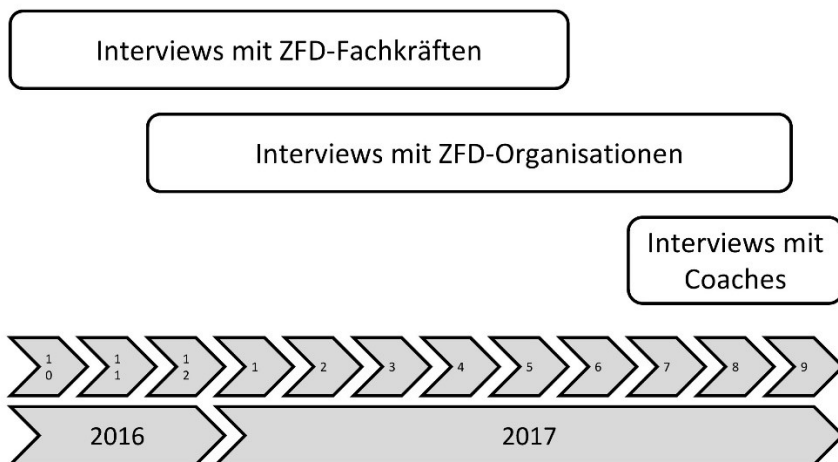 Interviews mit ZFD-Fachkräften
Interviews mit ZFD-Organisationen
Interviews mit
Coaches
10 11 12 1 2 3 4 5 6 7 8 9
2016 2017